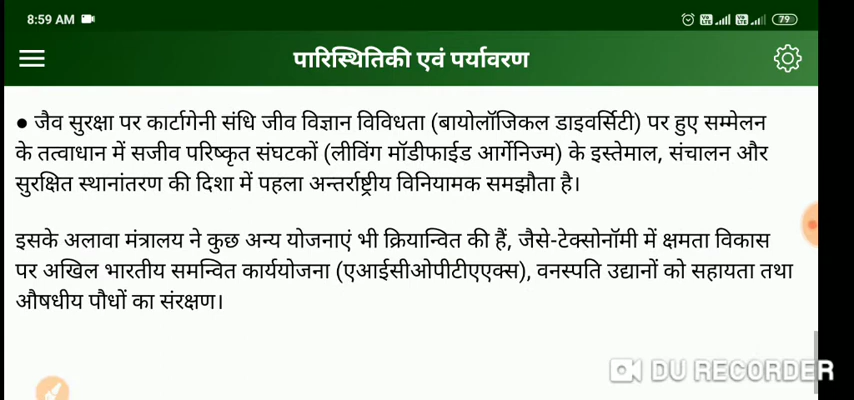 8:59 AM
79
पारिस्थितिकी एवं पर्यावरण
● जैव सुरक्षा पर कार्टागेनी संधि जीव विज्ञान विविधता (बायोलॉजिकल डाइवर्सिटी) पर हुए सम्मेलन
के तत्वाधान में सजीव परिष्कृत संघटकों (लीविंग मॉडीफाईड आर्गेनिज्म) के इस्तेमाल, संचालन और
सुरक्षित स्थानांतरण की दिशा में पहला अन्तर्राष्ट्रीय विनियामक समझौता है।
इसके अलावा मंत्रालय ने कुछ अन्य योजनाएं भी क्रियान्वित की हैं, जैसे-टेक्सोनॉमी में क्षमता विकास
पर अखिल भारतीय समन्वित कार्ययोजना (एआईसीओपीटीएएक्स), वनस्पति उद्यानों को सहायता तथा
औषधीय पौधों का संरक्षण।
DU RECORDER